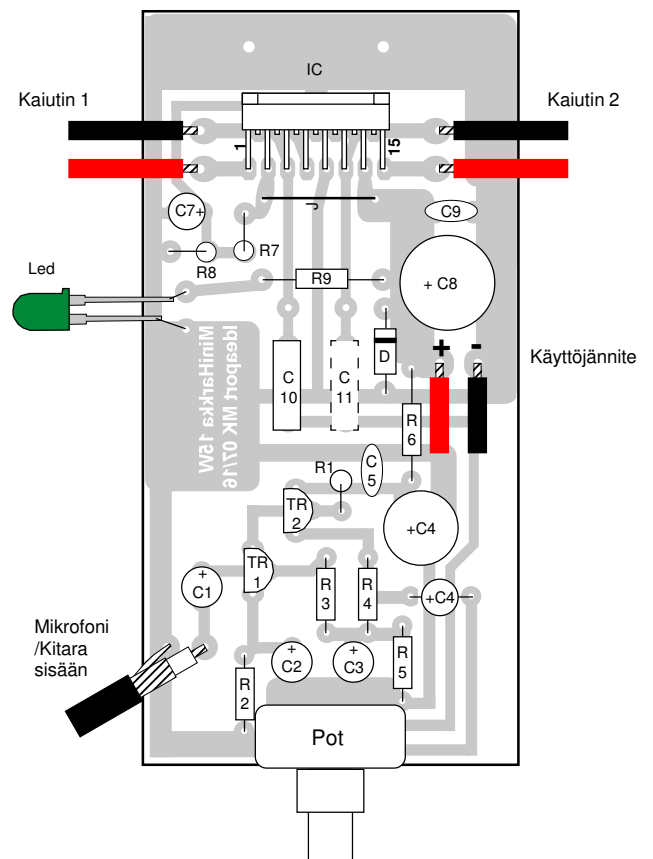 IC
Kaiutin 1
Kaiutin 2
1
15
J
C7+
C9
R7
R8
Led
R9
+ C8
+
-
Käyttöjännite
D
C
10
C
11
Ideaport MK 07/16
MiniHarkka 15W
R
6
R1
C
5
TR
2
+C4
TR
1
+
C1
R
3
R
4
+C4
Mikrofoni
/Kitara
sisään
+
C2
+
C3
R
5
R
2
Pot